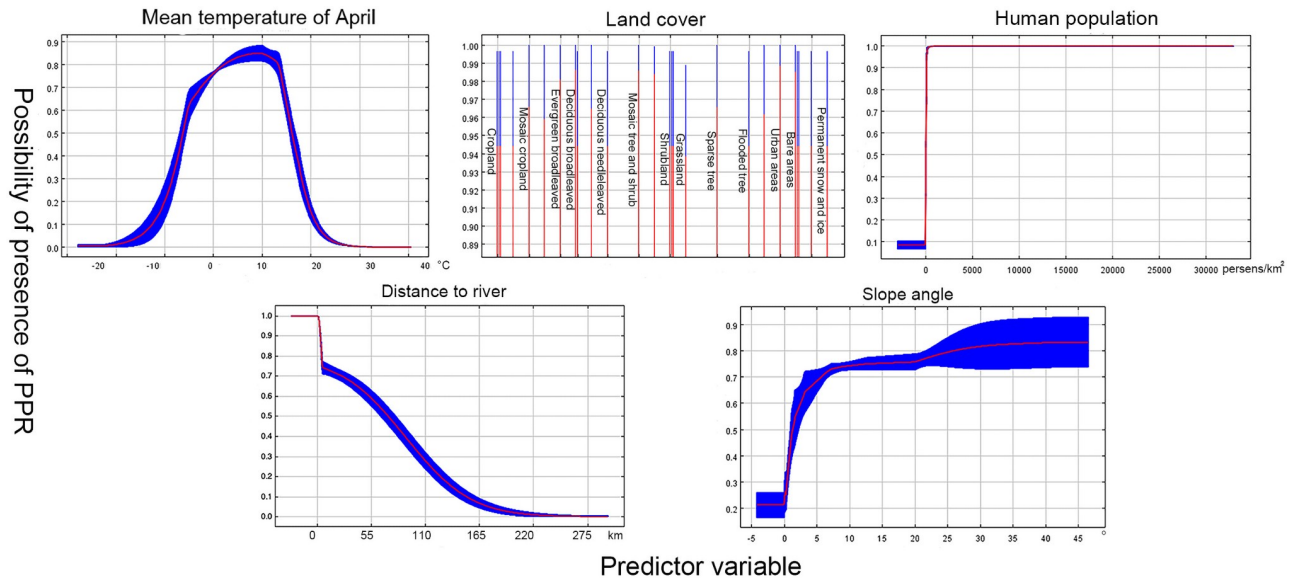 Mean temperature of April
Land cover
Human population
Possibility of presence of PPR
0.9
0.8
0.7
0.6
0.5
0.4
0.3
0.2
0.1
0.0
-20 -10 0 10 20 30 40 °C
1.00
0.98
0.97
0.96
0.95
0.94
0.93
0.92
0.91
0.90
0.89
Cropland
Mosaic cropland
Evergreen broadleaved
Deciduous broadleaved
Deciduous needleleaved
Mosaic tree and shrub
Shrubland
Grassland
Sparse tree
Flooded tree
Urban areas
Bare areas
Permanent snow and ice
1.0
0.9
0.8
0.7
0.6
0.5
0.4
0.3
0.2
0.1
0 5000 10000 15000 20000 25000 30000 persens/km²
Distance to river
1.0
0.9
0.8
0.7
0.6
0.5
0.4
0.3
0.2
0.1
0.0
0 55 110 165 220 275 km
Slope angle
0.9
0.8
0.7
0.6
0.5
0.4
0.3
0.2
-5 0 5 10 15 20 25 30 35 40 45 °
Predictor variable